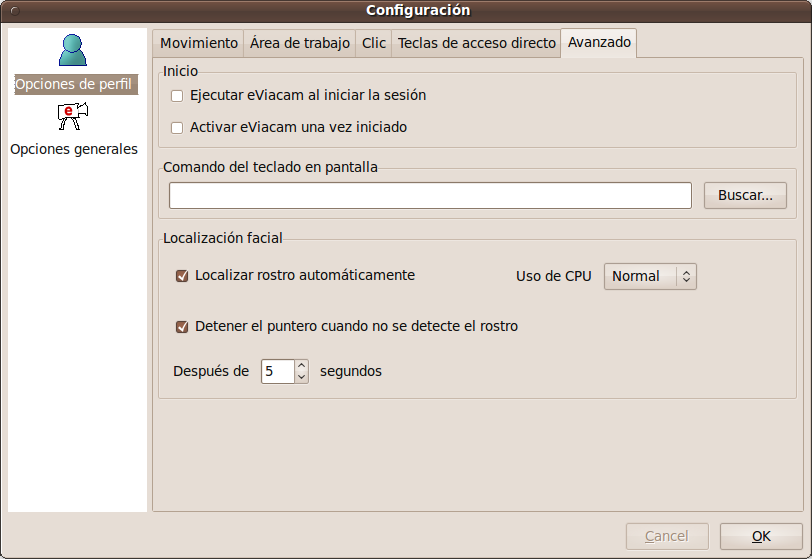 Configuración
Opciones de perfil
e
Opciones generales
Movimiento Área de trabajo Clic Teclas de acceso directo Avanzado
Inicio
Ejecutar eViacam al iniciar la sesión
Activar eViacam una vez iniciado
Comando del teclado en pantalla
Buscar...
Localización facial
Localizar rostro automáticamente Uso de CPU Normal
Detener el puntero cuando no se detecte el rostro
Después de 5 segundos
Cancel OK